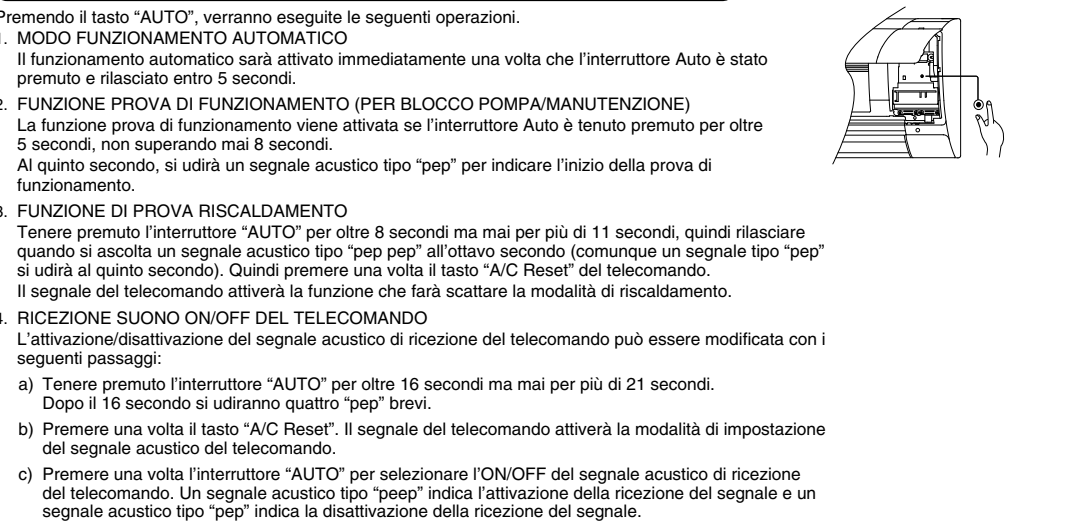 Premendo il tasto “AUTO”, verranno eseguite le seguenti operazioni.
1. MODO FUNZIONAMENTO AUTOMATICO
Il funzionamento automatico sarà attivato immediatamente una volta che l’interruttore Auto è stato
premuto e rilasciato entro 5 secondi.
2. FUNZIONE PROVA DI FUNZIONAMENTO (PER BLOCCO POMPA/MANUTENZIONE)
La funzione prova di funzionamento viene attivata se l’interruttore Auto è tenuto premuto per oltre
5 secondi, non superando mai 8 secondi.
Al quinto secondo, si udirà un segnale acustico tipo “pep” per indicare l’inizio della prova di
funzionamento.
3. FUNZIONE DI PROVA RISCALDAMENTO
Tenere premuto l’interruttore “AUTO” per oltre 8 secondi ma mai per più di 11 secondi, quindi rilasciare
quando si ascolta un segnale acustico tipo “pep pep” all’ottavo secondo (comunque un segnale tipo “pep”
si udirà al quinto secondo). Quindi premere una volta il tasto “A/C Reset” del telecomando.
Il segnale del telecomando attiverà la funzione che farà scattare la modalità di riscaldamento.
4. RICEZIONE SUONO ON/OFF DEL TELECOMANDO
L’attivazione/disattivazione del segnale acustico di ricezione del telecomando può essere modificata con i
seguenti passaggi:
a) Tenere premuto l’interruttore “AUTO” per oltre 16 secondi ma mai per più di 21 secondi.
Dopo il 16 secondo si udiranno quattro “pep” brevi.
b) Premere una volta il tasto “A/C Reset”. Il segnale del telecomando attiverà la modalità di impostazione
del segnale acustico del telecomando.
c) Premere una volta l’interruttore “AUTO” per selezionare l’ON/OFF del segnale acustico di ricezione
del telecomando. Un segnale acustico tipo “peep” indica l’attivazione della ricezione del segnale e un
segnale acustico tipo “pep” indica la disattivazione della ricezione del segnale.